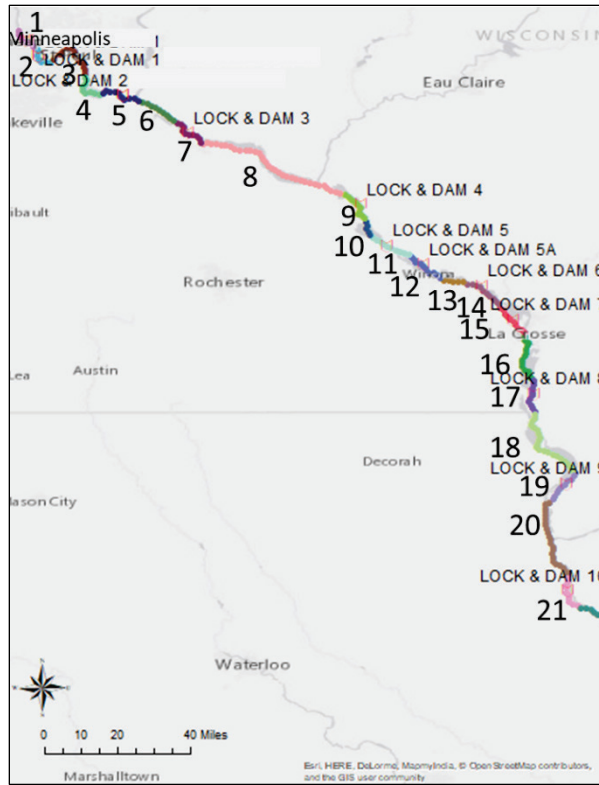 1
WISCONSIN
Minneapolis
2
LOCK & DAM 1
3
LOCK & DAM 2
Eau Claire
4
5
6
LOCK & DAM 3
keville
7
8
LOCK & DAM 4
9
ibault
LOCK & DAM 5
10
LOCK & DAM 5A
11
12
LOCK & DAM 6
Rochester
13
14
LOCK & DAM 7
15
La Crosse
16
Lea
Austin
LOCK & DAM 8
17
18
Decorah
LOCK & DAM 9
19
ason City
20
LOCK & DAM 10
21
Waterloo
N
0 10 20 40 Miles
Marshalltown
Esri, HERE, DeLorme, MapmyIndia, © OpenStreetMap contributors,
and the GIS user community